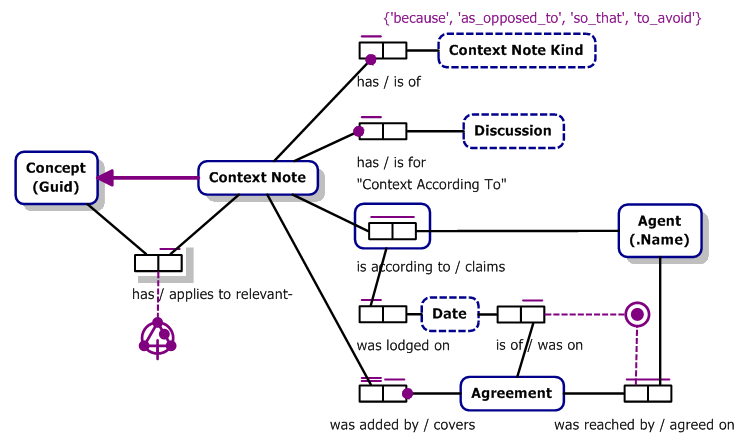 {'because', 'as_opposed_to', 'so_that', 'to_avoid'}
Context Note Kind
has / is of
Discussion
has / is for
"Context According To"
Concept
(Guid)
Context Note
Agent
(.Name)
is according to / claims
has / applies to relevant-
Date
was lodged on
is of / was on
Agreement
was added by / covers
was reached by / agreed on